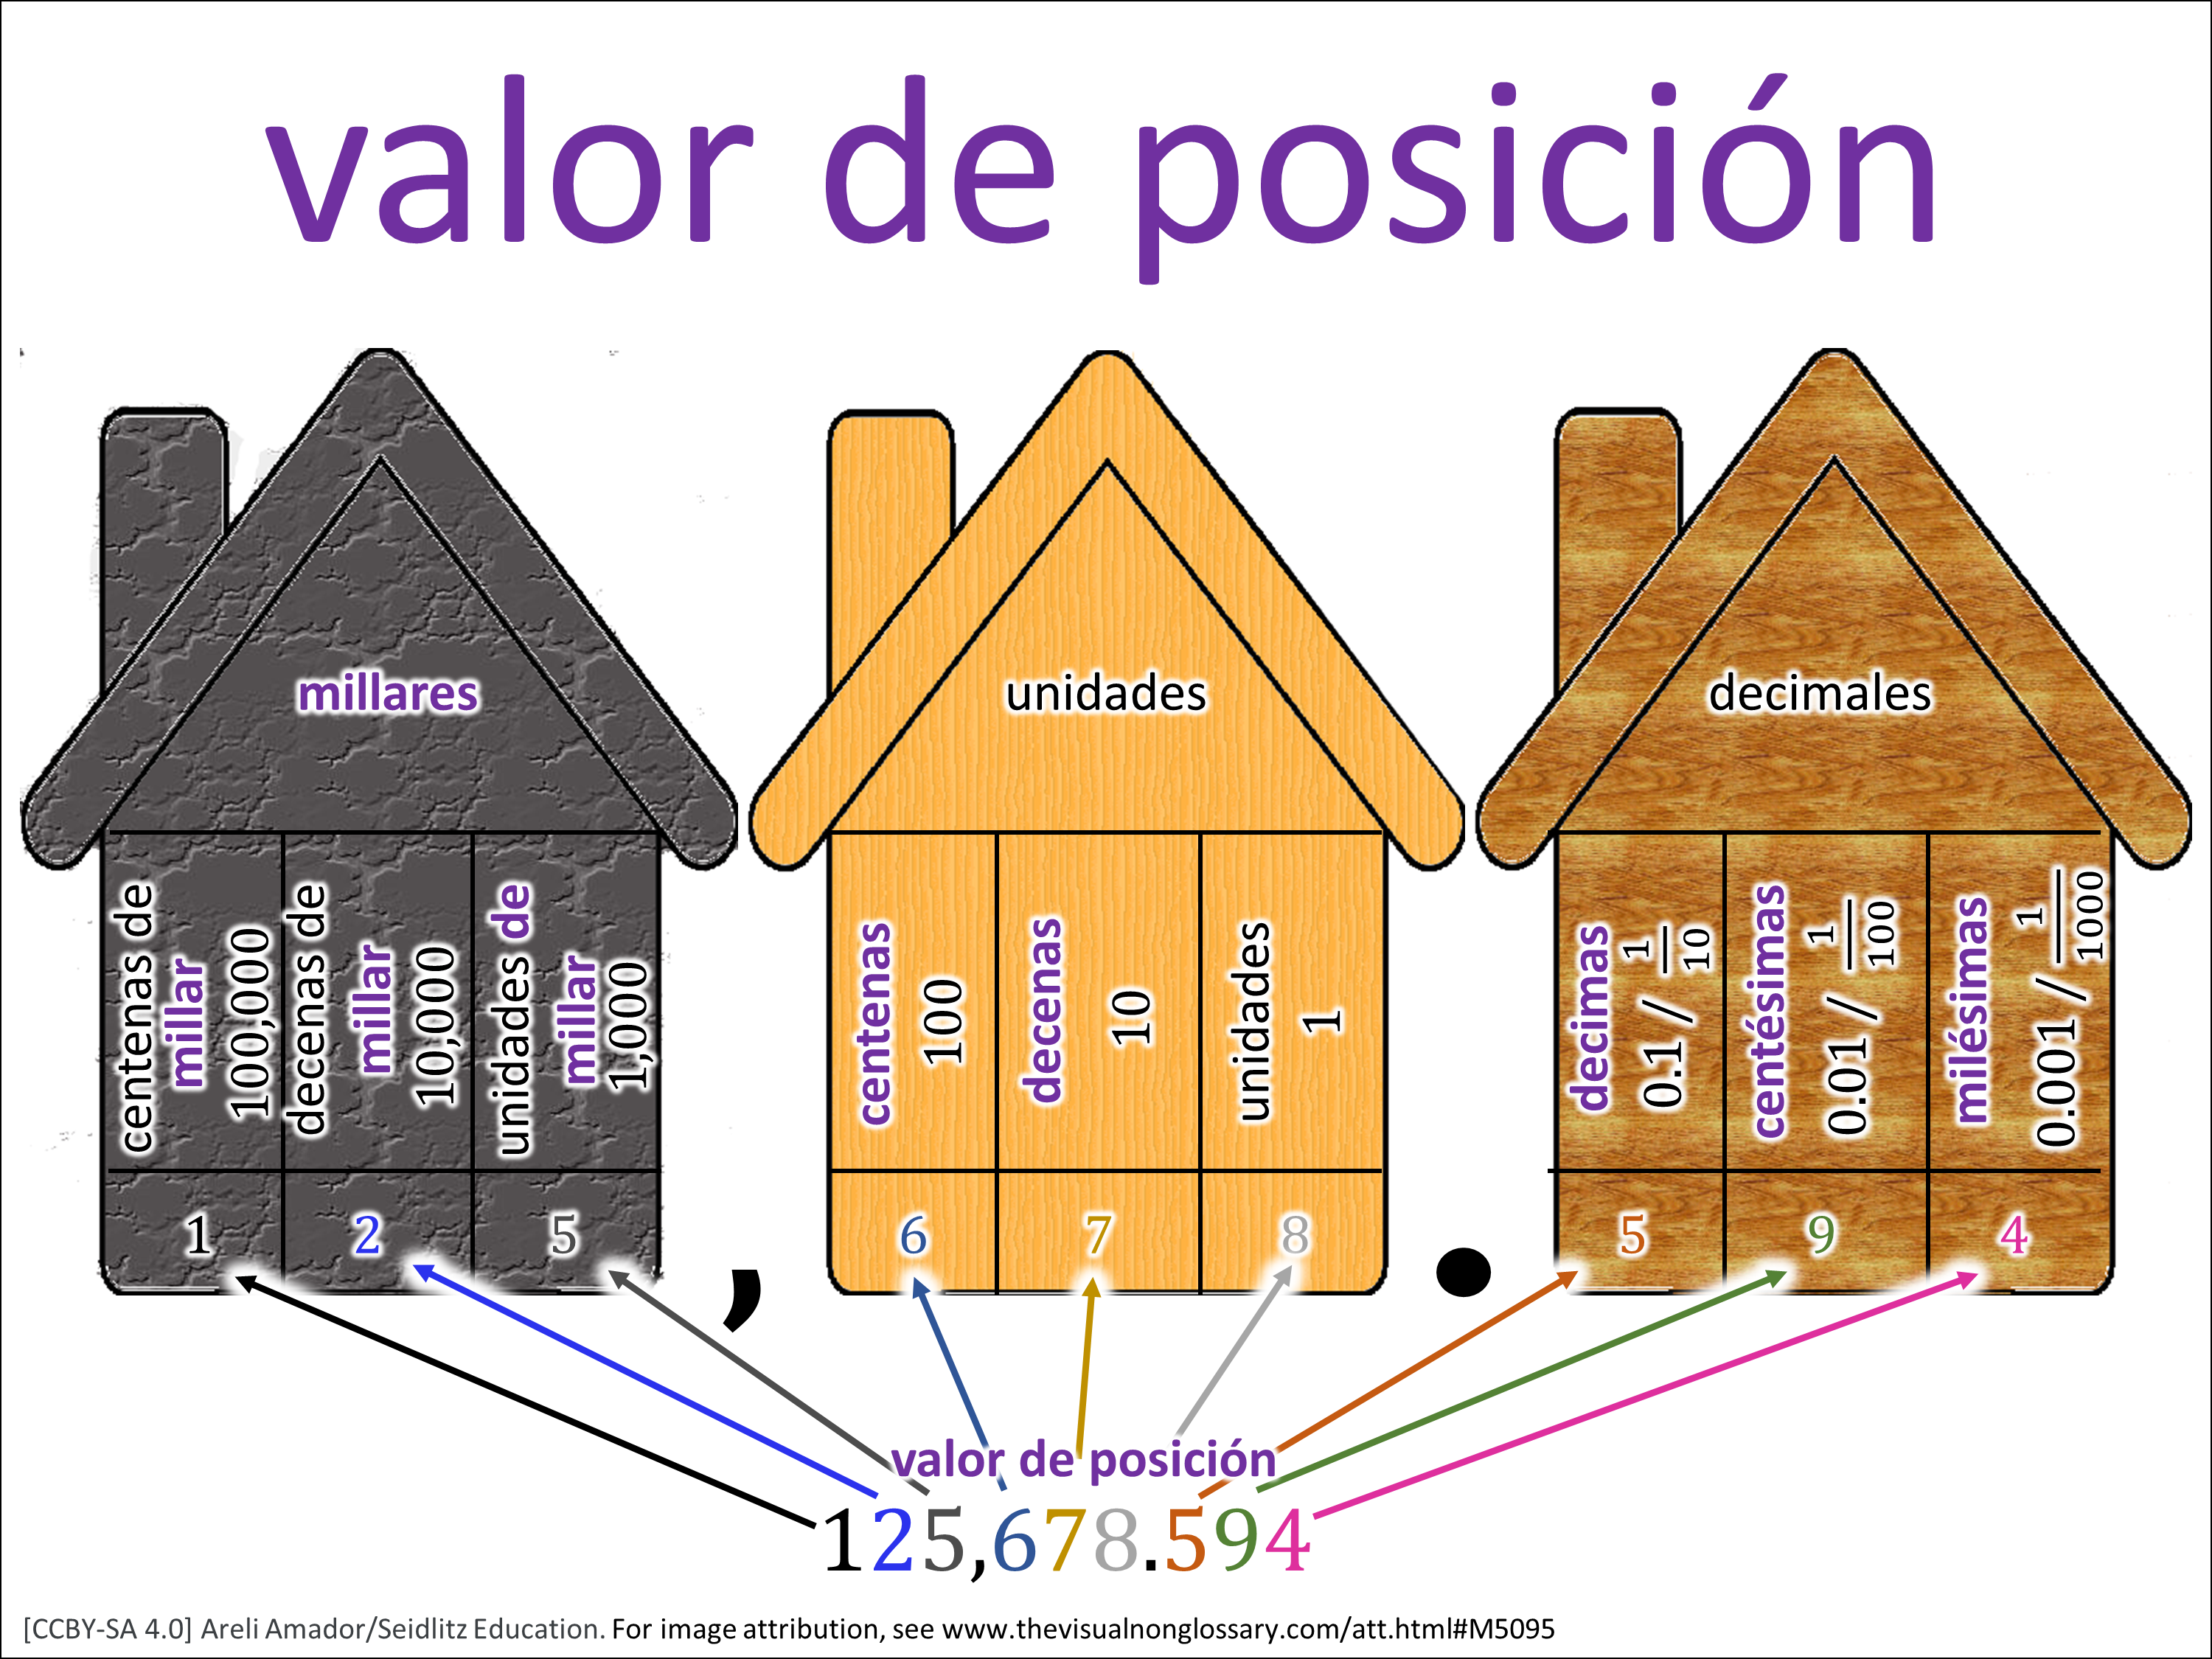 valor de posición
millares
unidades
decimales
centenas de
millar
100,000
decenas de
millar
10,000
unidades de
millar
1,000
centenas
100
decenas
10
unidades
1
decimas
0.1 / 1/10
centésimas
0.01 / 1/100
milésimas
0.001 / 1/1000
1 2 5 , 6 7 8 . 5 9 4
valor de posición
125,678.594
[CCBY-SA 4.0] Areli Amador/Seidlitz Education. For image attribution, see www.thevisualnonglossary.com/att.html#M5095